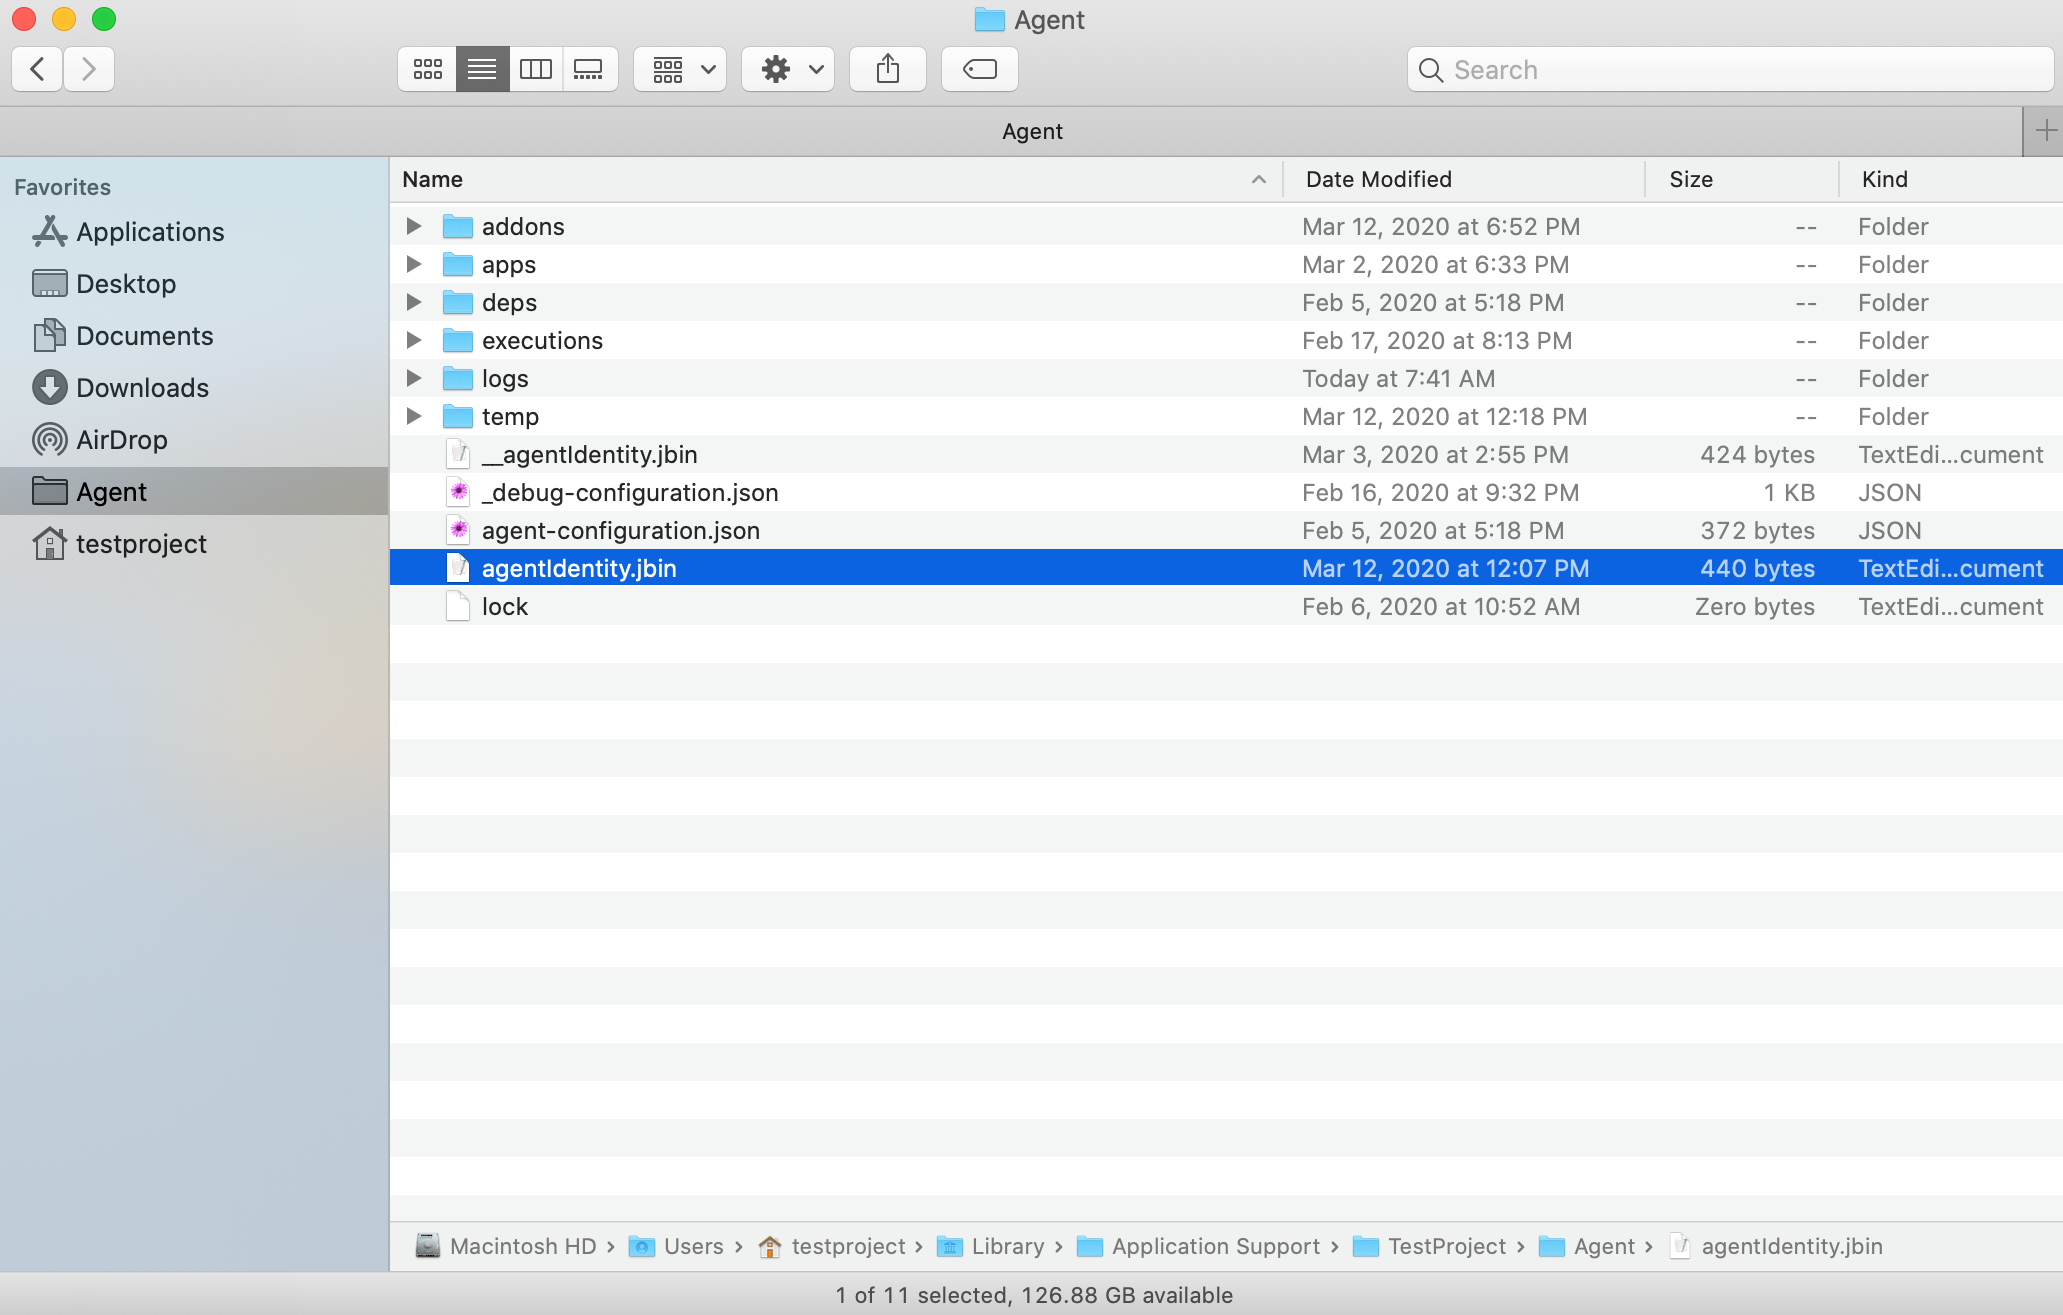 Agent
Search
Agent
Favorites
Applications
Desktop
Documents
Downloads
AirDrop
Agent
testproject
Name Date Modified Size Kind
addons Mar 12, 2020 at 6:52 PM -- Folder
apps Mar 2, 2020 at 6:33 PM -- Folder
deps Feb 5, 2020 at 5:18 PM -- Folder
executions Feb 17, 2020 at 8:13 PM -- Folder
logs Today at 7:41 AM -- Folder
temp Mar 12, 2020 at 12:18 PM -- Folder
__agentIdentity.jbin Mar 3, 2020 at 2:55 PM 424 bytes TextEdi...cument
_debug-configuration.json Feb 16, 2020 at 9:32 PM 1 KB JSON
agent-configuration.json Feb 5, 2020 at 5:18 PM 372 bytes JSON
agentIdentity.jbin Mar 12, 2020 at 12:07 PM 440 bytes TextEdi...cument
lock Feb 6, 2020 at 10:52 AM Zero bytes TextEdi...cument
Macintosh HD › Users › testproject › Library › Application Support › TestProject › Agent › agentIdentity.jbin
1 of 11 selected, 126.88 GB available